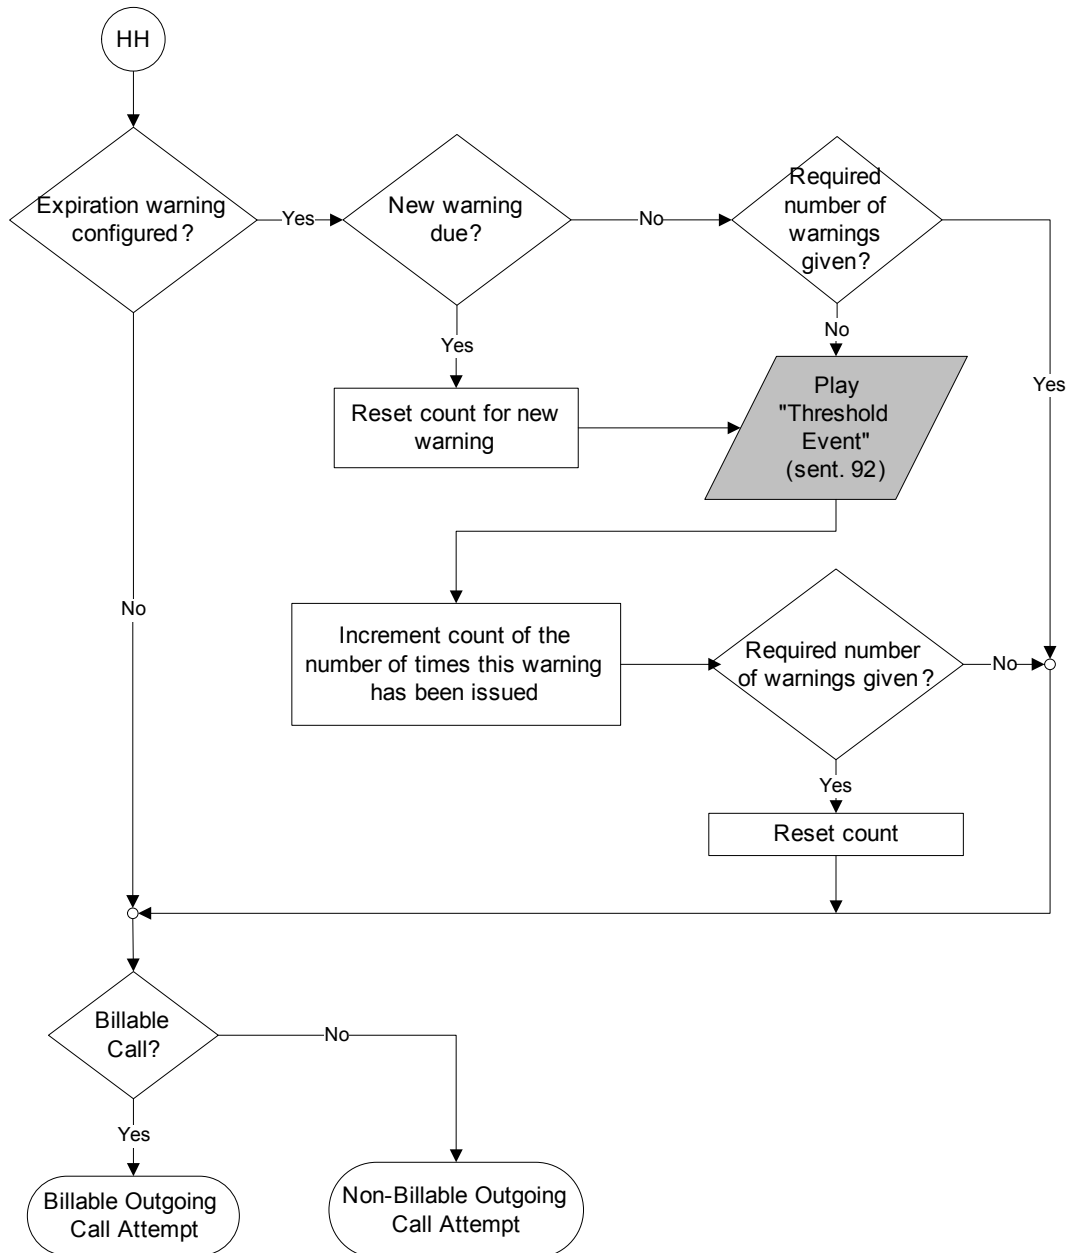 HH
Expiration warning
configured?
Yes
New warning
due?
No
Required
number of
warnings
given?
Yes
No
Yes
Reset count for new
warning
Play
"Threshold
Event"
(sent. 92)
No
Increment count of the
number of times this warning
has been issued
Required number
of warnings given?
No
Yes
Reset count
Billable
Call?
No
Yes
Billable Outgoing
Call Attempt
Non-Billable Outgoing
Call Attempt